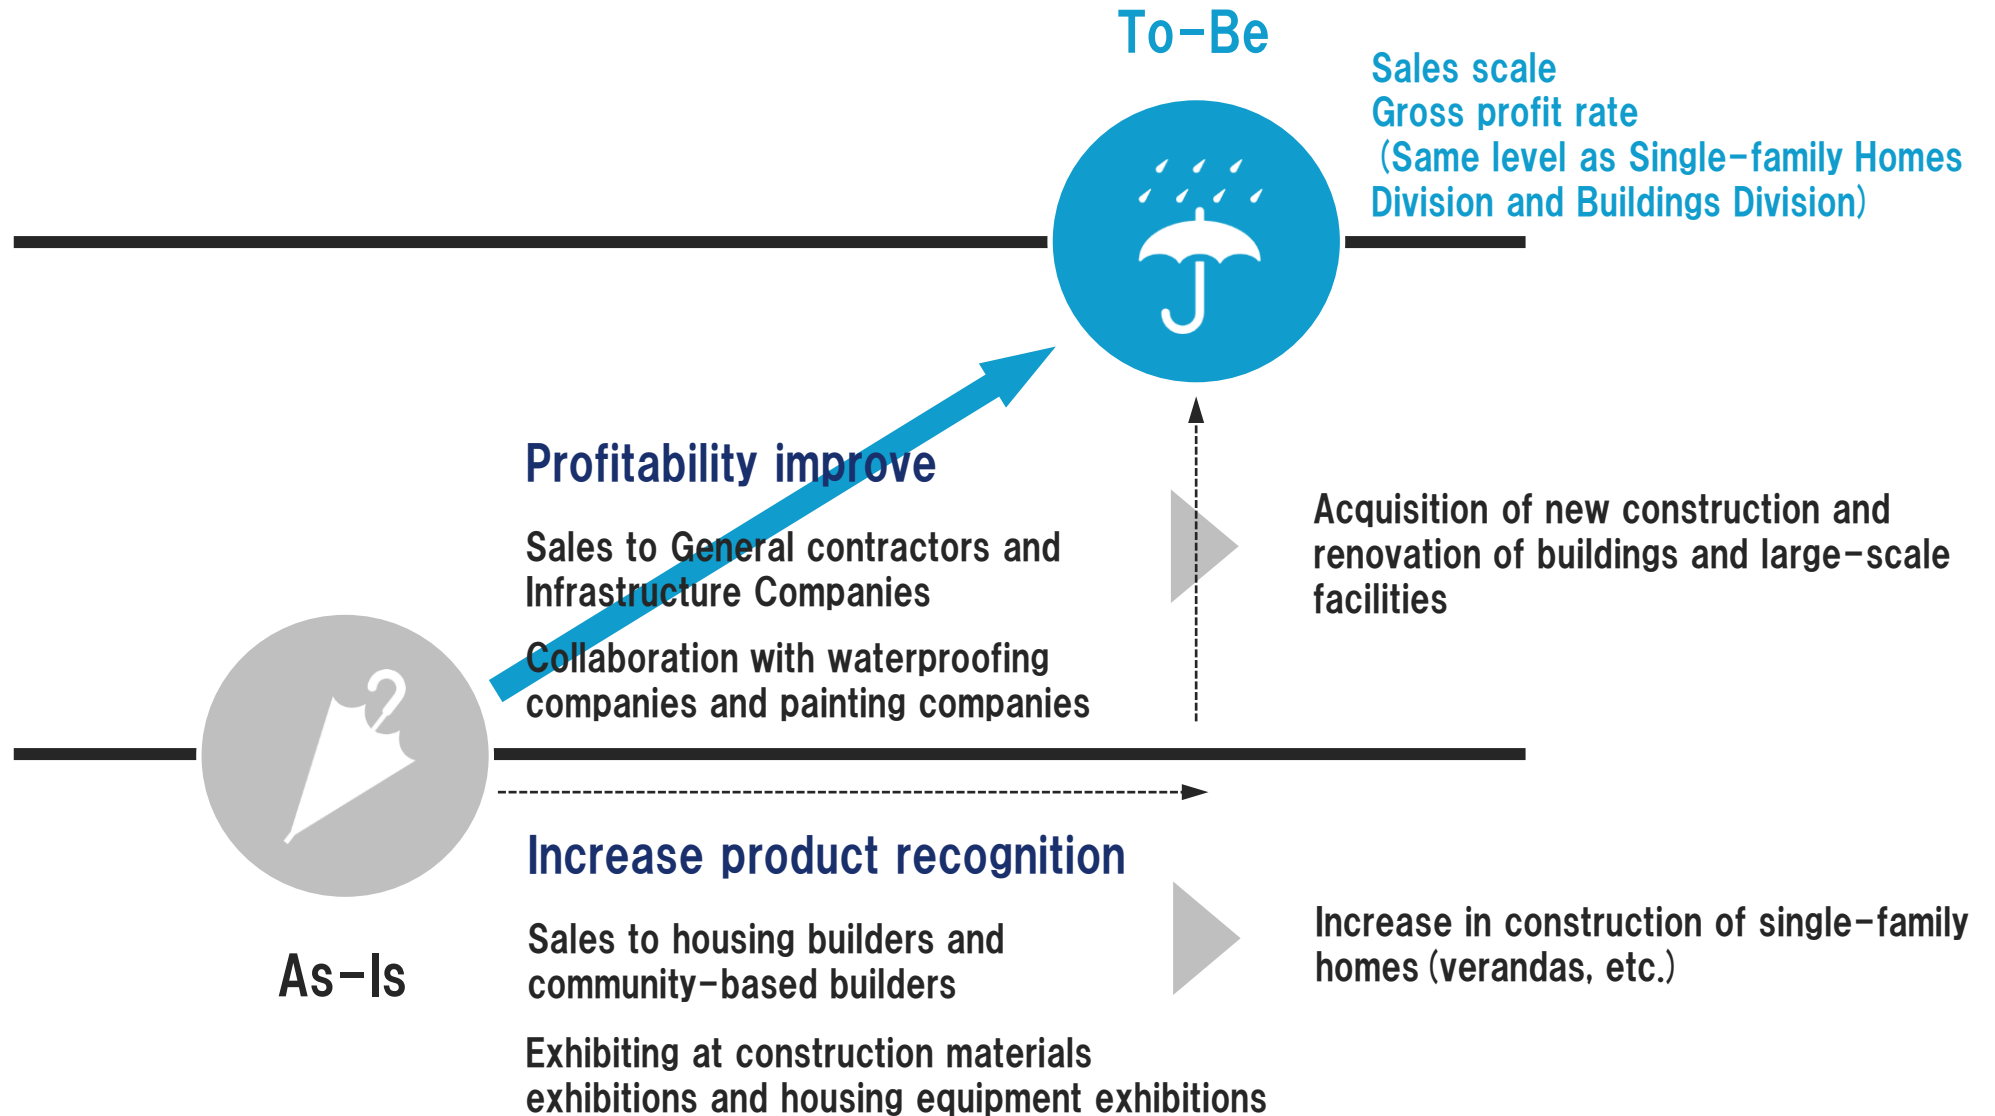 To-Be
Sales scale
Gross profit rate
(Same level as Single-family Homes
Division and Buildings Division)
Profitability improve
Sales to General contractors and
Infrastructure Companies
Collaboration with waterproofing
companies and painting companies
Acquisition of new construction and
renovation of buildings and large-scale
facilities
As-Is
Increase product recognition
Sales to housing builders and
community-based builders
Exhibiting at construction materials
exhibitions and housing equipment exhibitions
Increase in construction of single-family
homes (verandas, etc.)